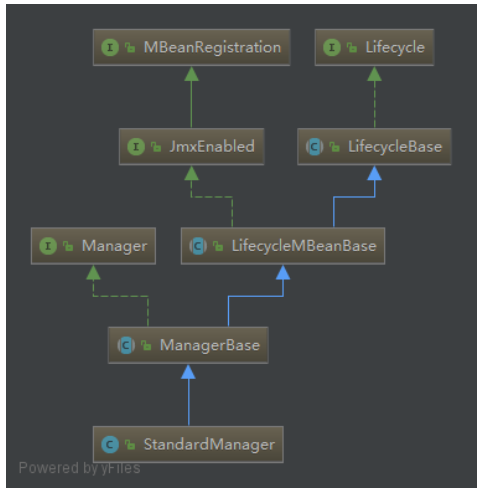 I MBeanRegistration
I Lifecycle
I JmxEnabled
C LifecycleBase
I Manager
C LifecycleMBeanBase
C ManagerBase
C StandardManager
Powered by yFiles